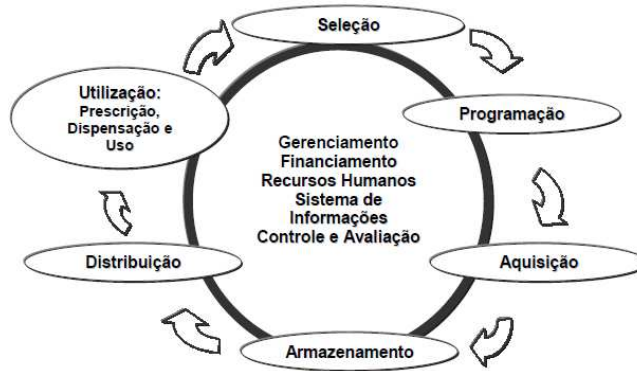 Seleção
Utilização:
Prescrição,
Dispensação e
Uso
Programação
Gerenciamento
Financiamento
Recursos Humanos
Sistema de
Informações
Controle e Avaliação
Distribuição
Aquisição
Armazenamento